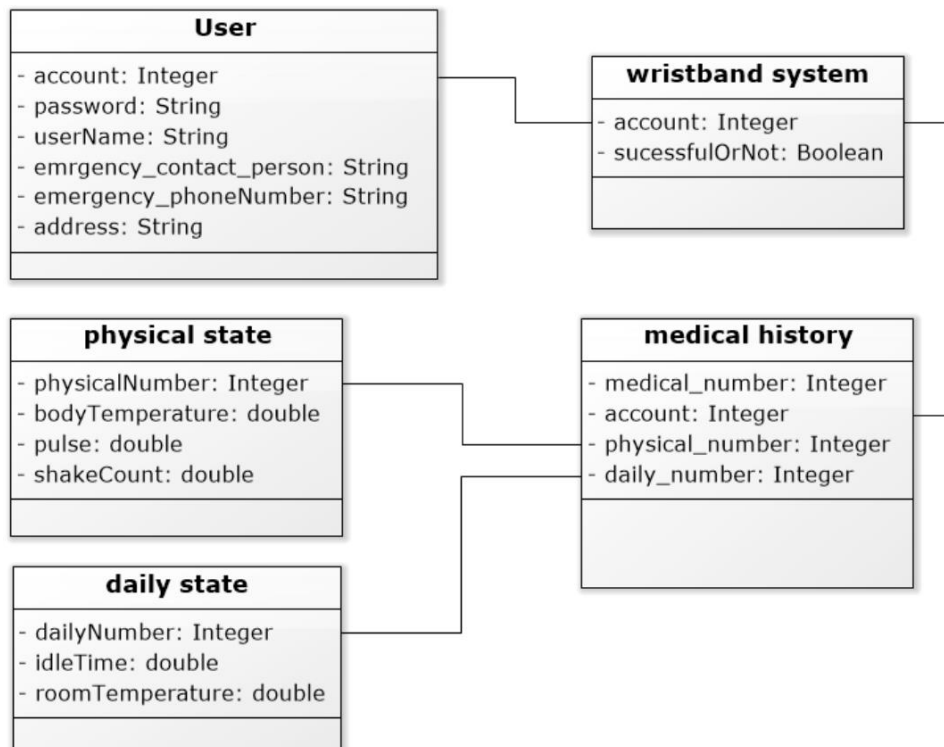 User
- account: Integer
- password: String
- userName: String
- emrgency_contact_person: String
- emergency_phoneNumber: String
- address: String
wristband system
- account: Integer
- sucessfulOrNot: Boolean
physical state
- physicalNumber: Integer
- bodyTemperature: double
- pulse: double
- shakeCount: double
medical history
- medical_number: Integer
- account: Integer
- physical_number: Integer
- daily_number: Integer
daily state
- dailyNumber: Integer
- idleTime: double
- roomTemperature: double